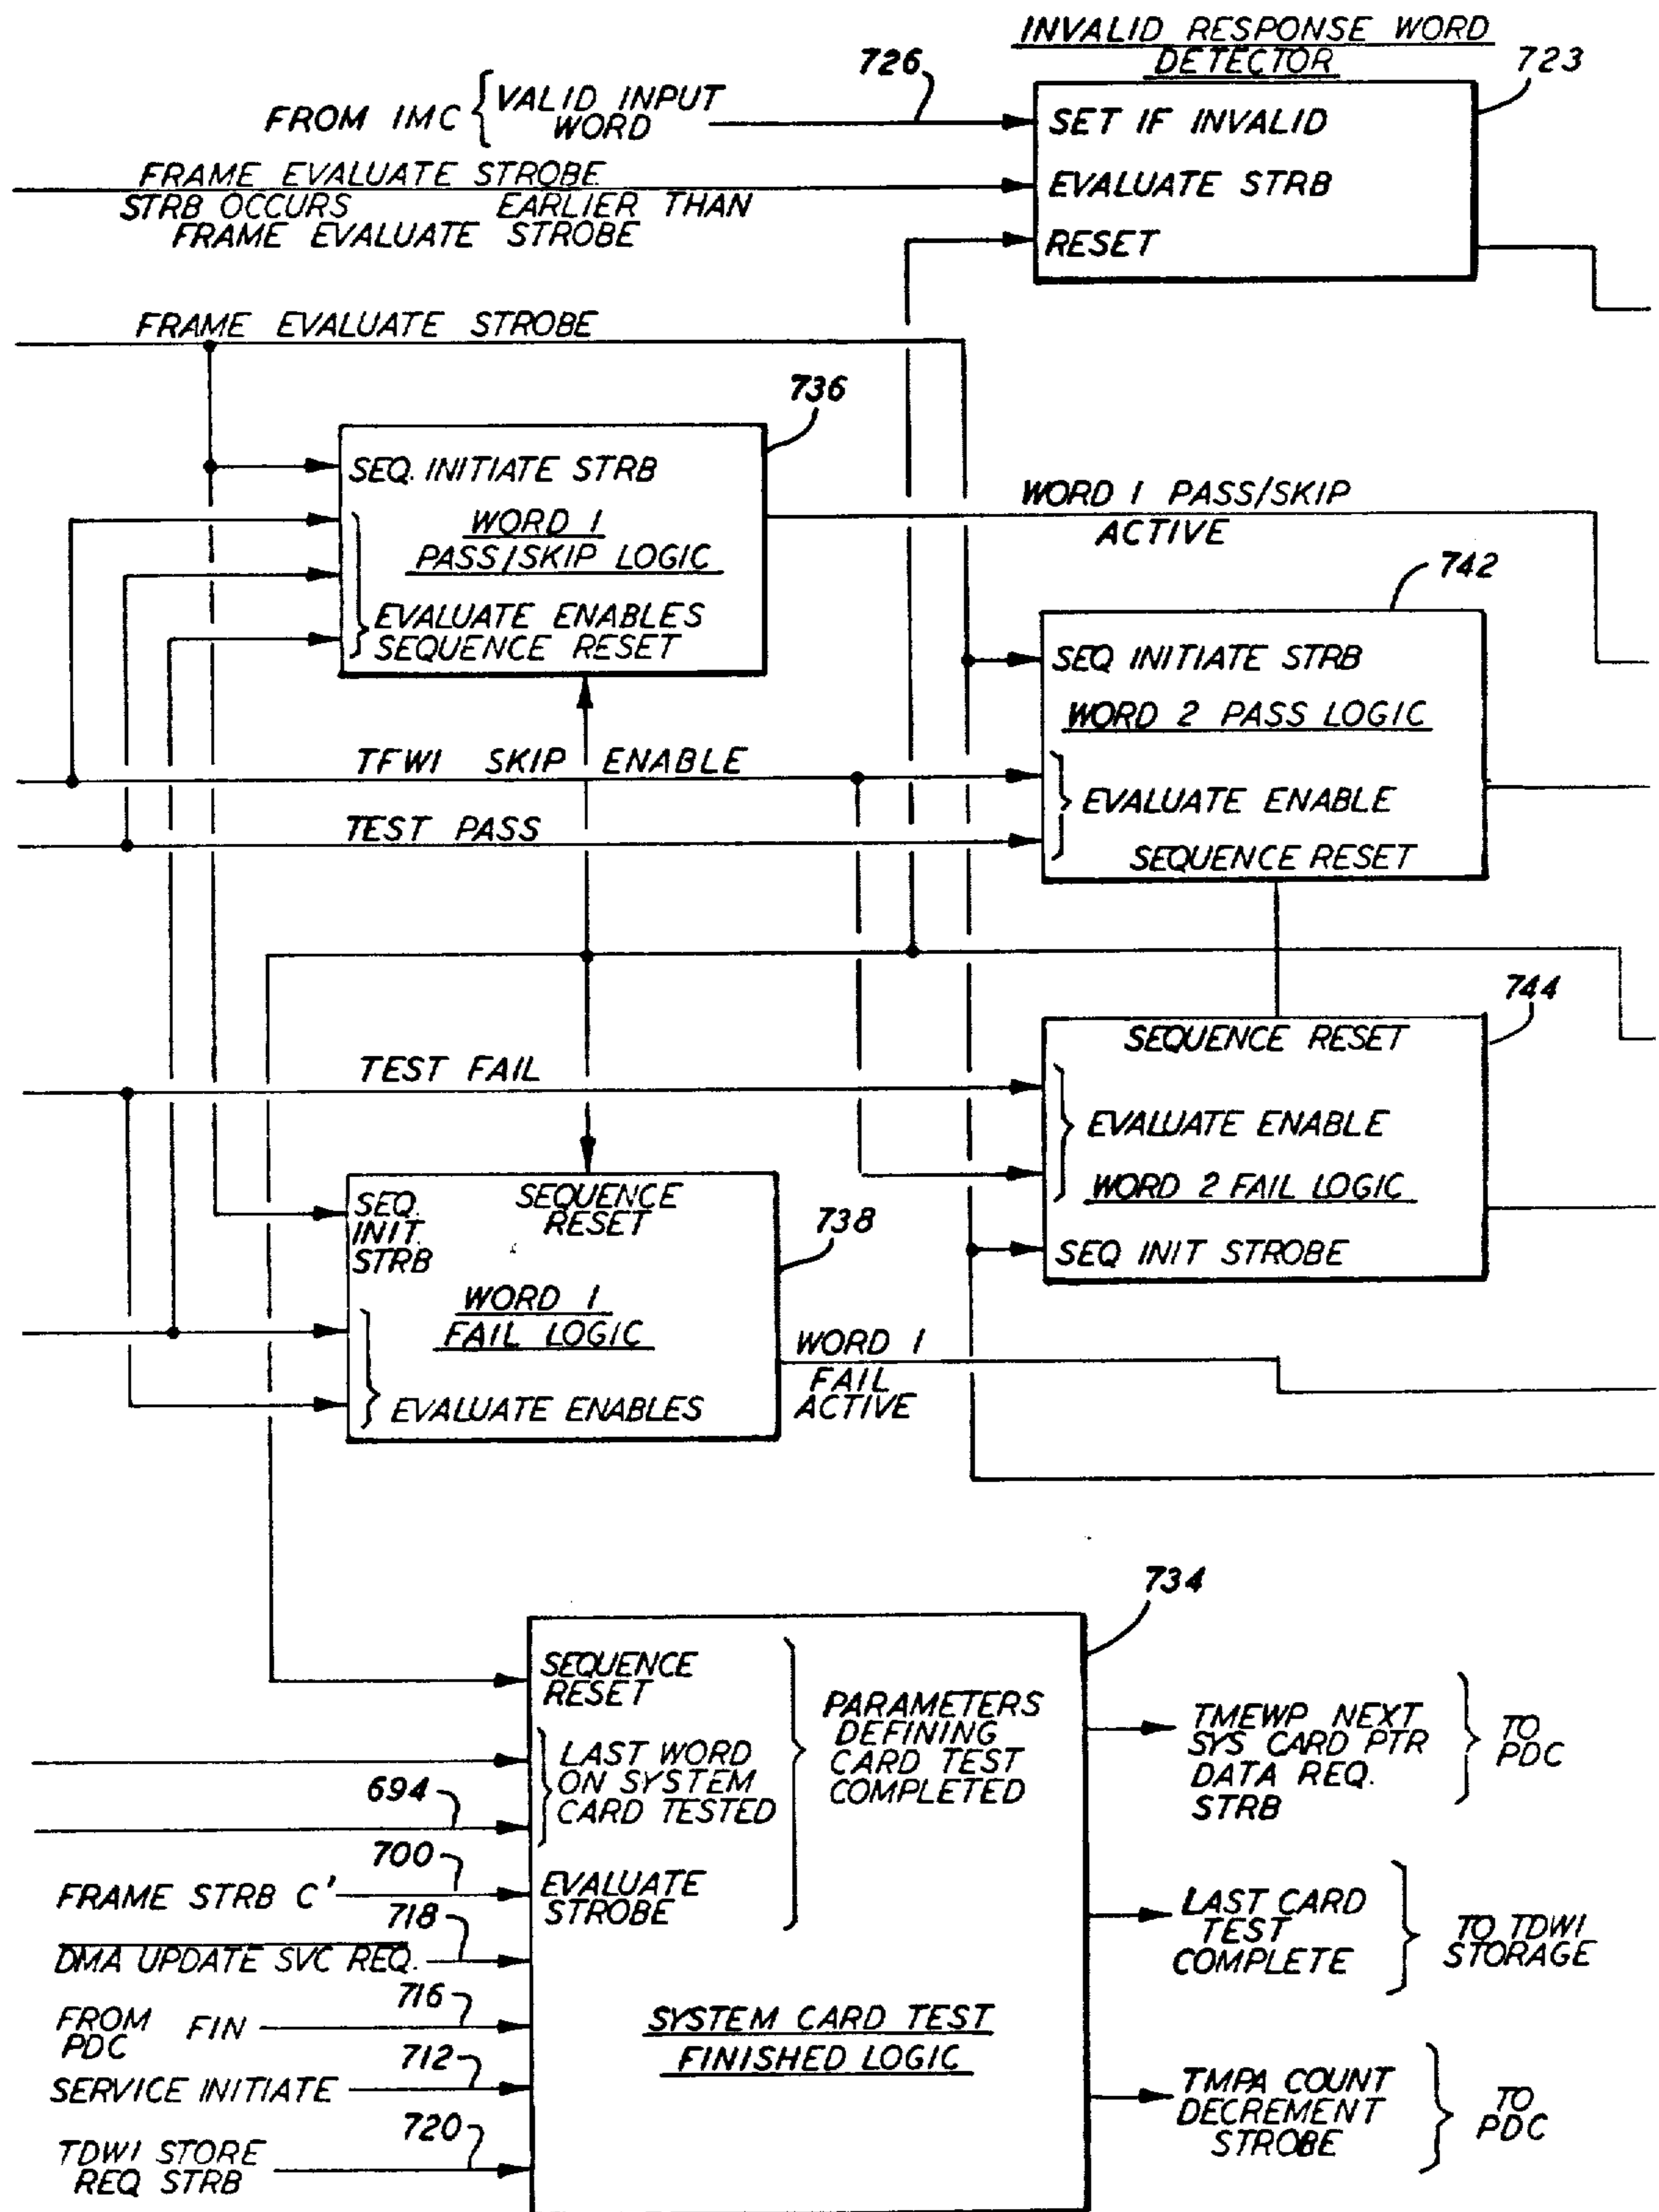 INVALID RESPONSE WORD
DETECTOR
723
726
FROM IMC { VALID INPUT
WORD
SET IF INVALID
FRAME EVALUATE STROBE
EVALUATE STRB
STRB OCCURS EARLIER THAN
FRAME EVALUATE STROBE
RESET
FRAME EVALUATE STROBE
736
SEQ. INITIATE STRB
WORD 1
PASS/SKIP LOGIC
EVALUATE ENABLES
SEQUENCE RESET
WORD 1 PASS/SKIP
ACTIVE
742
SEQ INITIATE STRB
WORD 2 PASS LOGIC
EVALUATE ENABLE
SEQUENCE RESET
TFWI SKIP ENABLE
TEST PASS
744
SEQUENCE RESET
EVALUATE ENABLE
WORD 2 FAIL LOGIC
SEQ INIT STROBE
TEST FAIL
SEQ.
INIT.
STRB
SEQUENCE
RESET
738
WORD 1
FAIL LOGIC
EVALUATE ENABLES
WORD 1
FAIL
ACTIVE
734
SEQUENCE
RESET
LAST WORD
ON SYSTEM
CARD TESTED
EVALUATE
STROBE
PARAMETERS
DEFINING
CARD TEST
COMPLETED
SYSTEM CARD TEST
FINISHED LOGIC
694
700
FRAME STRB C'
718
DMA UPDATE SVC REQ.
716
FROM
PDC
FIN
712
SERVICE INITIATE
720
TDWI STORE
REQ STRB
TMEWP NEXT
SYS CARD PTR
DATA REQ.
STRB
TO
PDC
LAST CARD
TEST
COMPLETE
TO TDWI
STORAGE
TMPA COUNT
DECREMENT
STROBE
TO
PDC